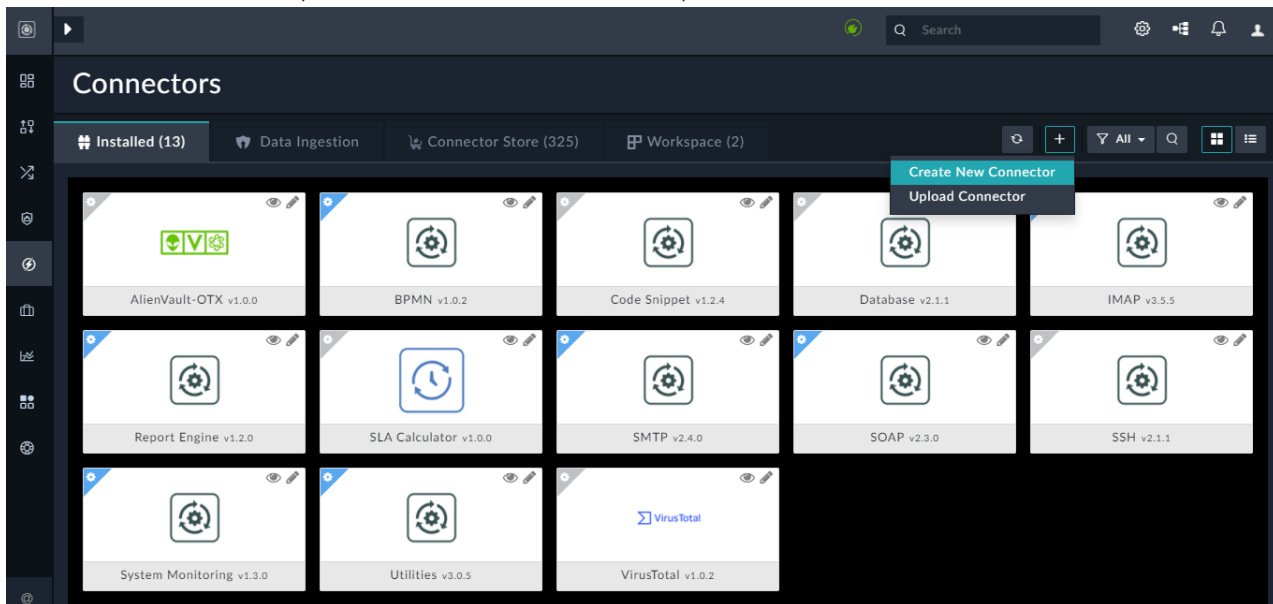 Search
Connectors
Installed (13)
Data Ingestion
Connector Store (325)
Workspace (2)
All
Create New Connector
Upload Connector
AlienVault-OTX v1.0.0
BPMN v1.0.2
Code Snippet v1.2.4
Database v2.1.1
IMAP v3.5.5
Report Engine v1.2.0
SLA Calculator v1.0.0
SMTP v2.4.0
SOAP v2.3.0
SSH v2.1.1
VirusTotal
System Monitoring v1.3.0
Utilities v3.0.5
VirusTotal v1.0.2
@